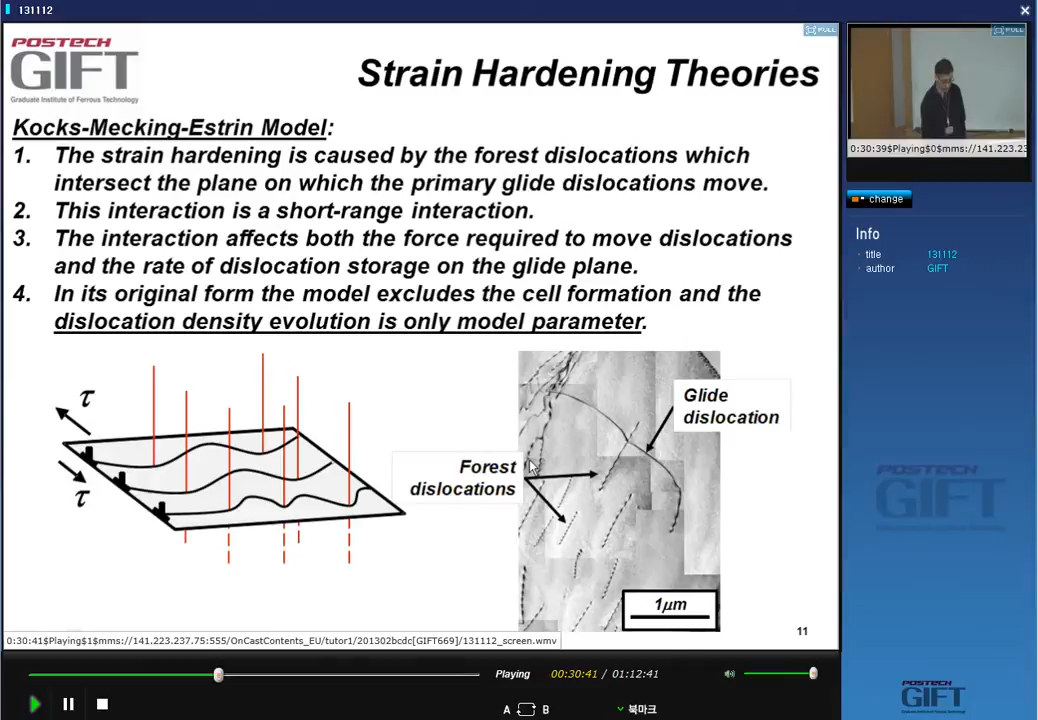 131112
POSTECH
GIFT
Graduate Institute of Ferrous Technology
Strain Hardening Theories
FULL
FULL
Kocks-Mecking-Estrin Model:
1. The strain hardening is caused by the forest dislocations which
intersect the plane on which the primary glide dislocations move.
2. This interaction is a short-range interaction.
3. The interaction affects both the force required to move dislocations
and the rate of dislocation storage on the glide plane.
4. In its original form the model excludes the cell formation and the
dislocation density evolution is only model parameter.
τ
τ
Forest
dislocations
Glide
dislocation
1μm
11
0:30:41$Playing$1$mms://141.223.237.75:555/OnCastContents_EU/tutor1/201302bcdc[GIFT669]/131112_screen.wmv
Playing
00:30:41 / 01:12:41
A B
북마크
0:30:39$Playing$0$mms://141.223.23
change
Info
title 131112
author GIFT
POSTECH
GIFT
POSTECH
GIFT